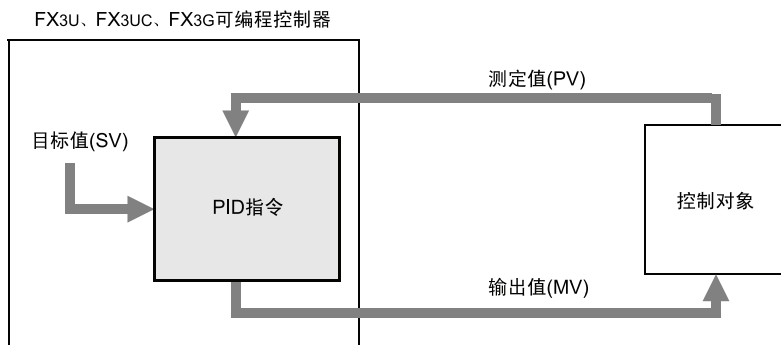 FX3U、FX3UC、FX3G可编程控制器
测定值(PV)
目标值(SV)
PID指令
控制对象
输出值(MV)